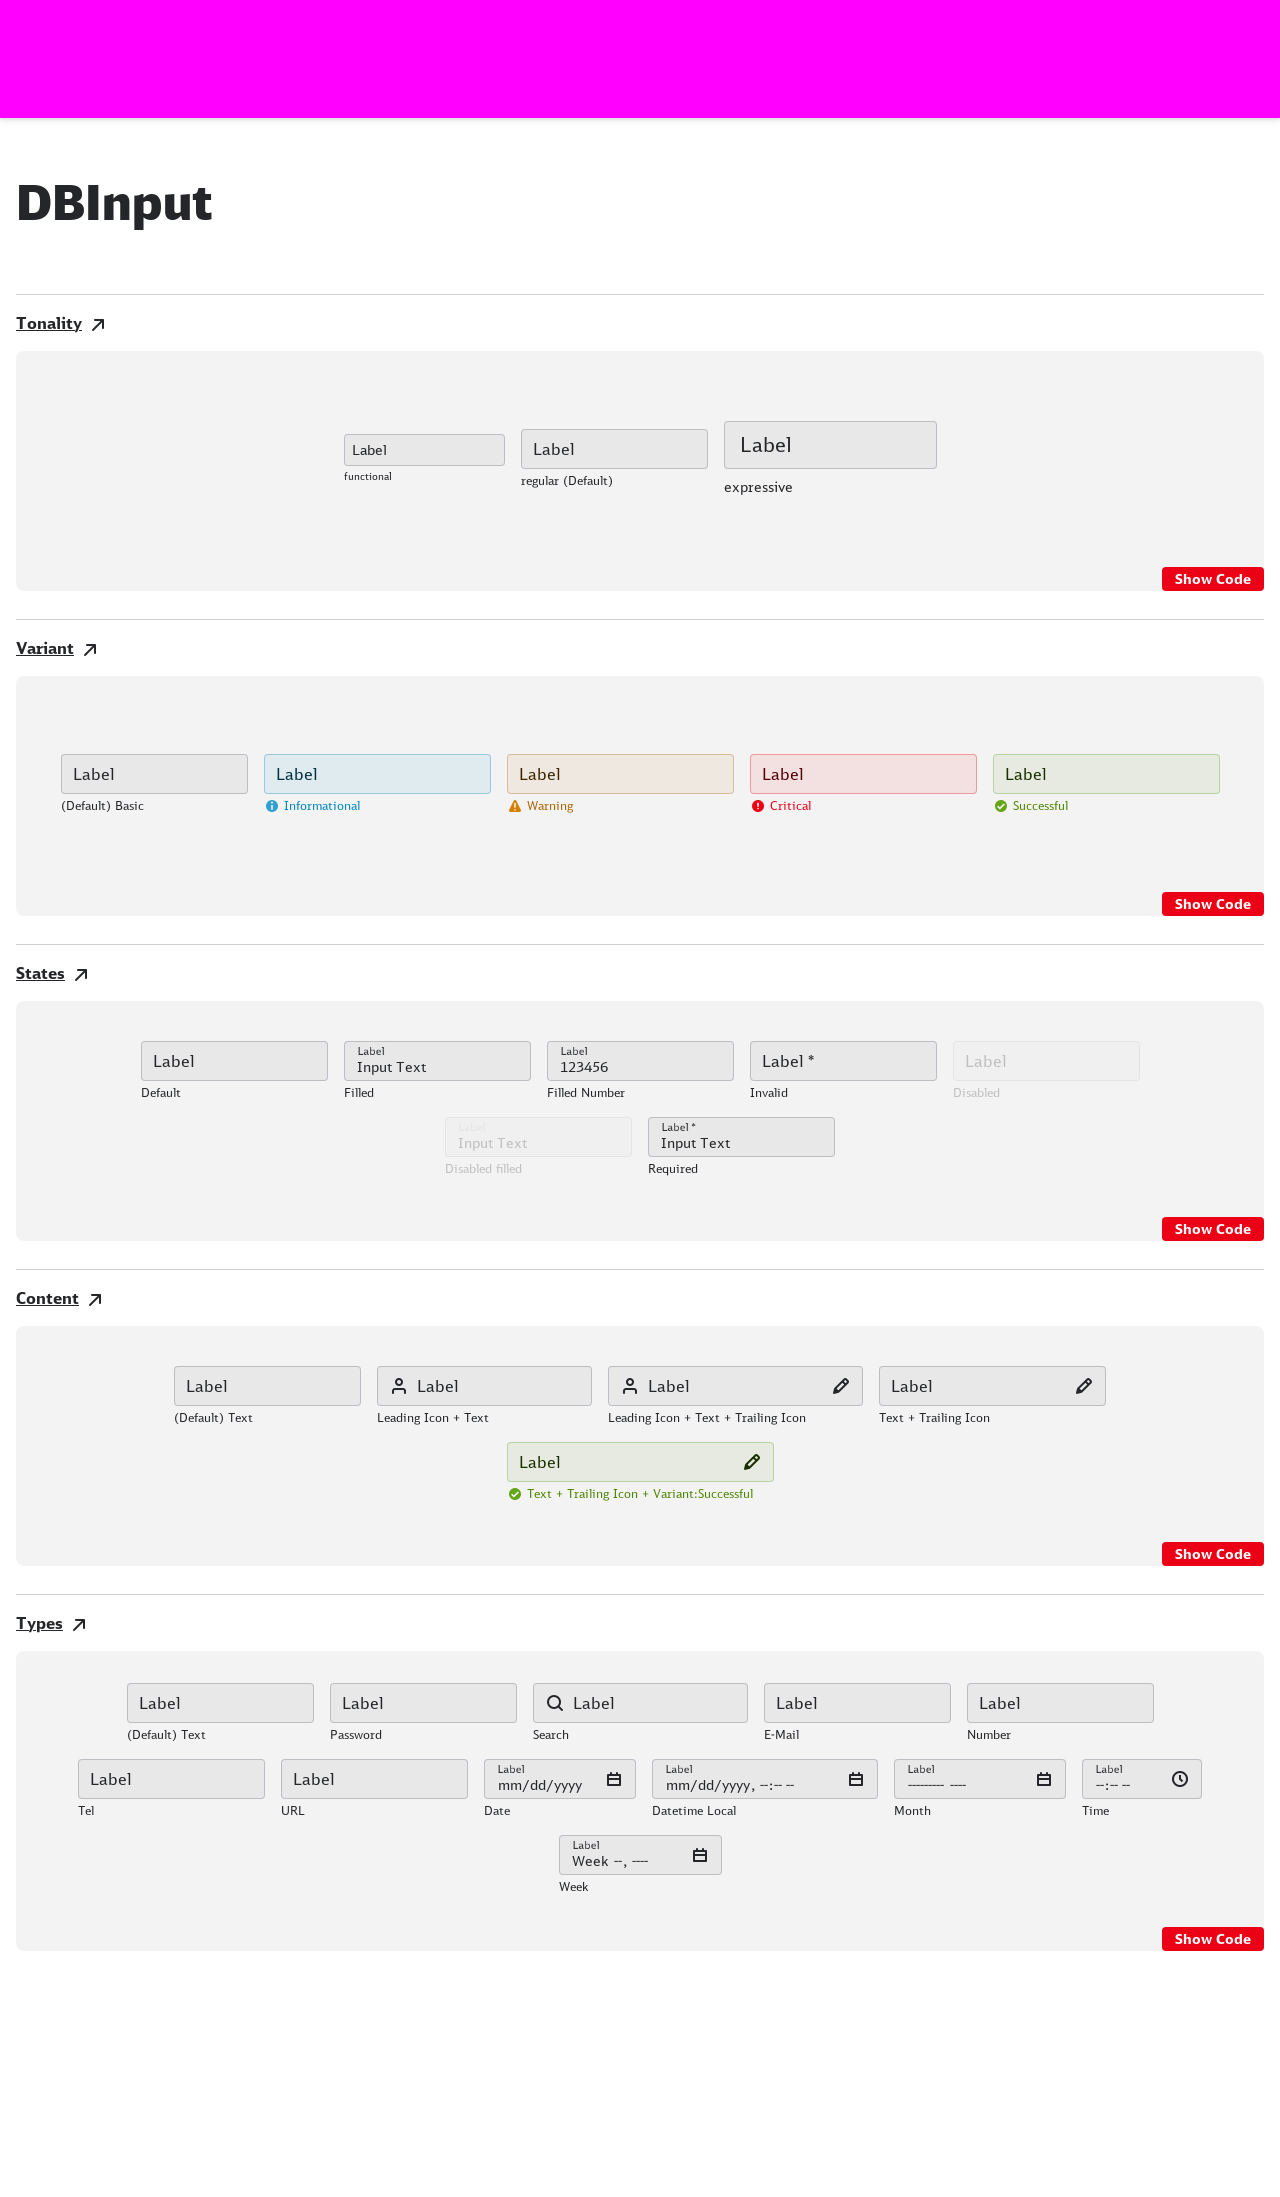 DBInput
Tonality
Label Label Label
functional regular (Default) expressive
Show Code
Variant
Label Label Label Label Label
(Default) Basic Informational Warning Critical Successful
Show Code
States
Label Label Label Label * Label
Input Text 123456
Default Filled Filled Number Invalid Disabled
Label Label *
Input Text Input Text
Disabled filled Required
Show Code
Content
Label Label Label Label
(Default) Text Leading Icon + Text Leading Icon + Text + Trailing Icon Text + Trailing Icon
Label
Text + Trailing Icon + Variant:Successful
Show Code
Types
Label Label Label Label Label
(Default) Text Password Search E-Mail Number
Label Label Label Label Label Label
mm/dd/yyyy mm/dd/yyyy, --:-- -- --------- ---- --:-- --
Tel URL Date Datetime Local Month Time
Label
Week --, ----
Week
Show Code